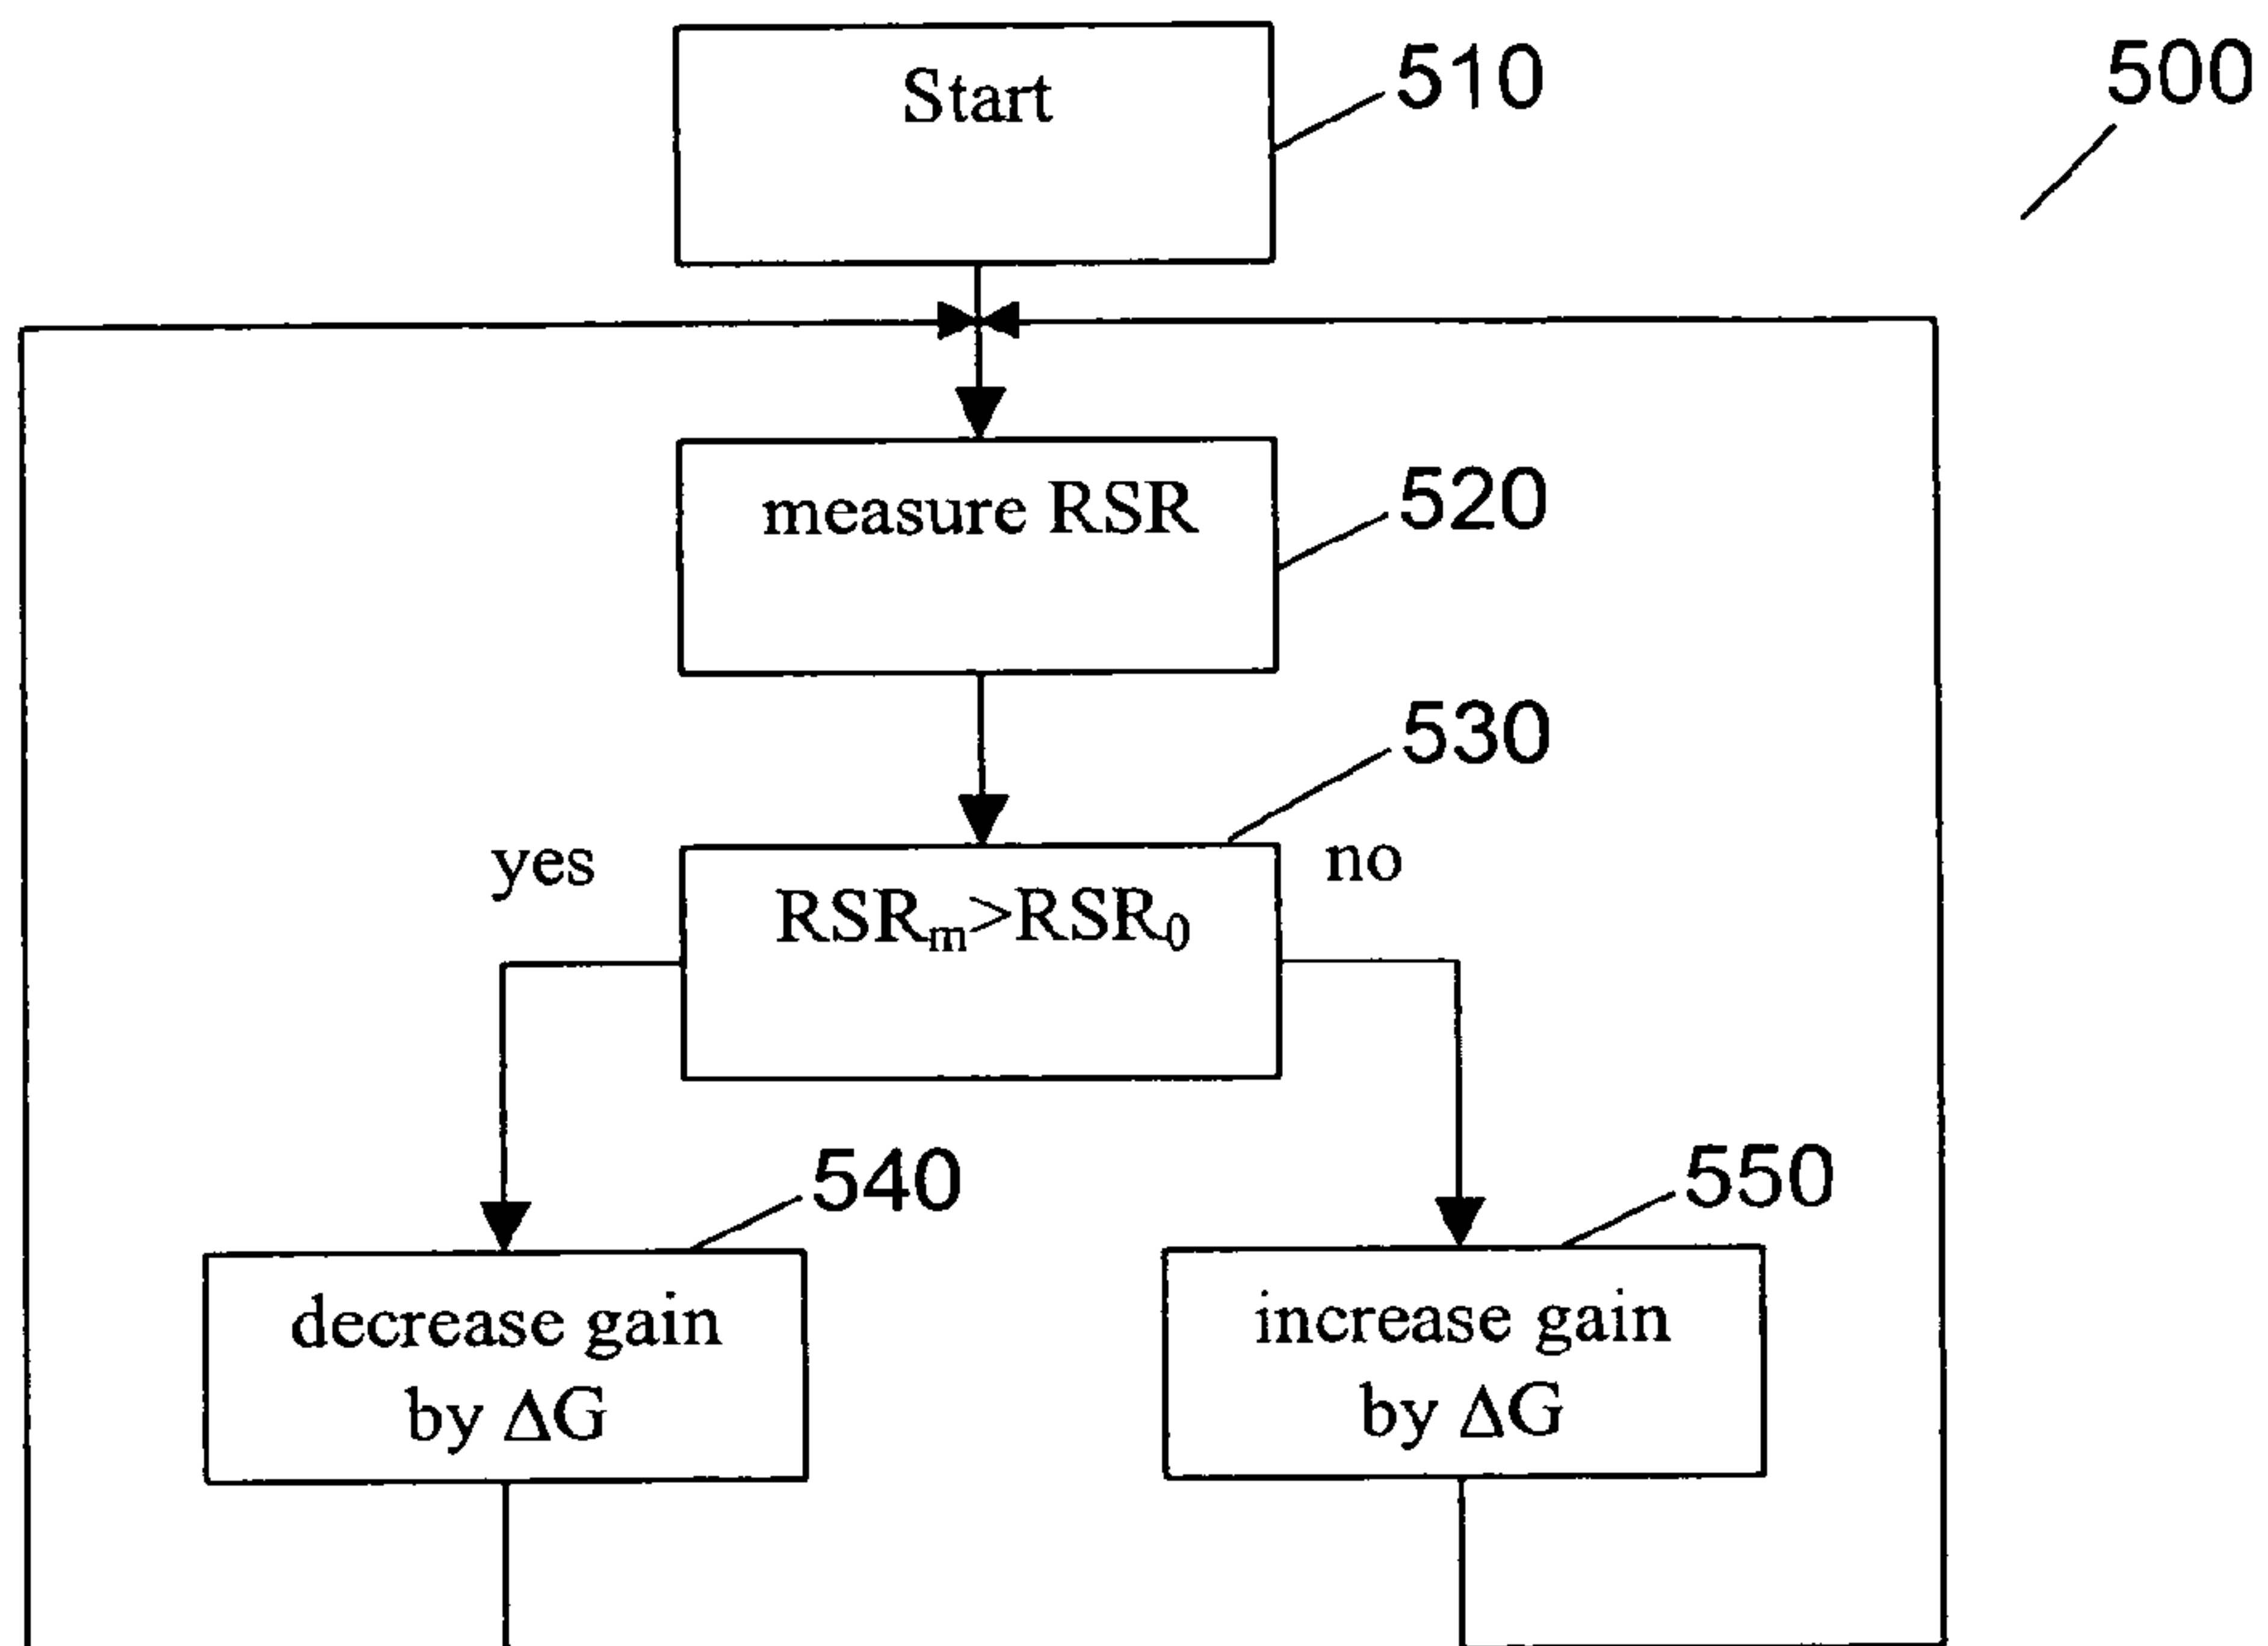 Start
510
500
measure RSR
520
530
yes
no
RSRₘ>RSR₀
540
550
decrease gain
by ΔG
increase gain
by ΔG